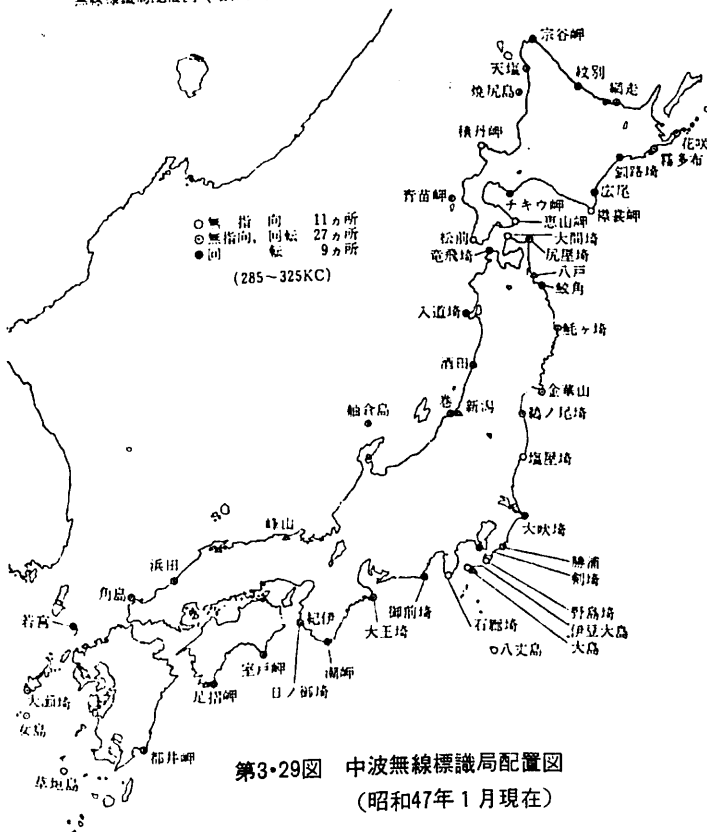 宗谷岬
天塩
焼尻島
紋別
網走
積丹岬
花咲
霧多布
釧路埼
広尾
襟裳岬
青苗岬
チキウ岬
恵山岬
松前
大間埼
竜飛埼
尻屋埼
八戸
鮫角
○無指向 11ヵ所
⊙無指向、回転 27ヵ所
●回転 9ヵ所
(285~325KC)
入道埼
魹ヶ埼
酒田
金華山
舳倉島
巻
新潟
鵜ノ尾埼
塩屋埼
犬吠埼
峰山
浜田
勝浦
剣埼
角島
野島埼
若宮
紀伊
御前埼
伊豆大島
大王埼
石廊埼
大島
八丈島
室戸岬
潮岬
足摺岬
日ノ御埼
大瀬埼
女島
都井岬
草垣島
第3・29図 中波無線標識局配置図
(昭和47年1月現在)